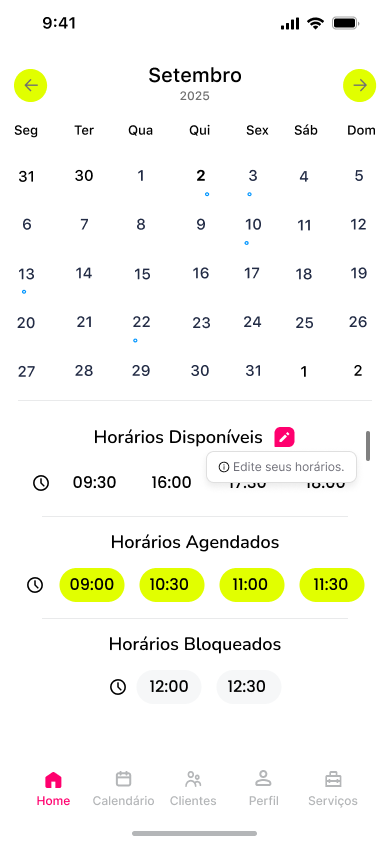 9:41
Setembro
2025
Seg Ter Qua Qui Sex Sáb Dom
31 30 1 2 3 4 5
6 7 8 9 10 11 12
13 14 15 16 17 18 19
20 21 22 23 24 25 26
27 28 29 30 31 1 2
Horários Disponíveis
Edite seus horários.
09:30 16:00 17:30 18:00
Horários Agendados
09:00 10:30 11:00 11:30
Horários Bloqueados
12:00 12:30
Home Calendário Clientes Perfil Serviços